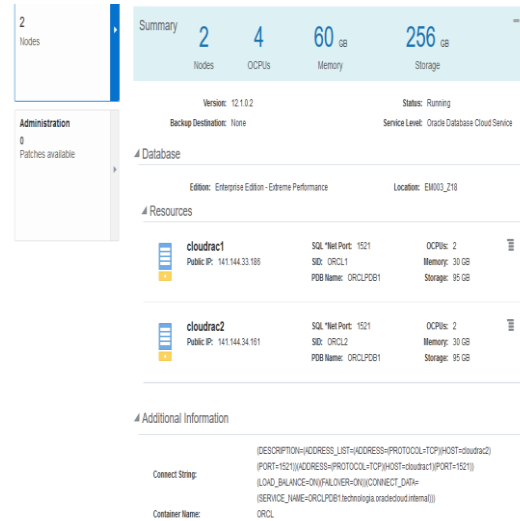 2
Nodes
Administration
0
Patches available
Summary
2 4 60 GB 256 GB
Nodes OCPUs Memory Storage
Version: 12.1.0.2 Status: Running
Backup Destination: None Service Level: Oracle Database Cloud Service
Database
Edition: Enterprise Edition - Extreme Performance Location: EM003_Z18
Resources
cloudrac1 SQL *Net Port: 1521 OCPUs: 2
Public IP: 141.144.33.186 SID: ORCL1 Memory: 30 GB
PDB Name: ORCLPDB1 Storage: 95 GB
cloudrac2 SQL *Net Port: 1521 OCPUs: 2
Public IP: 141.144.34.161 SID: ORCL2 Memory: 30 GB
PDB Name: ORCLPDB1 Storage: 95 GB
Additional Information
(DESCRIPTION=(ADDRESS_LIST=(ADDRESS=(PROTOCOL=TCP)(HOST=cloudrac2)
(PORT=1521))(ADDRESS=(PROTOCOL=TCP)(HOST=cloudrac1)(PORT=1521))
Connect String: (LOAD_BALANCE=ON)(FAILOVER=ON))(CONNECT_DATA=
(SERVICE_NAME=ORCLPDB1.technologia.oraclecloud.internal)))
Container Name: ORCL